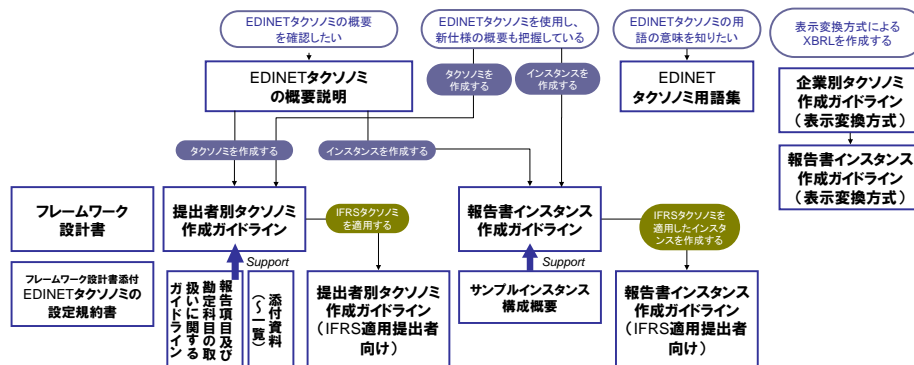 EDINETタクソノミの概要
を確認したい
EDINETタクソノミを使用し、
新仕様の概要も把握している
EDINETタクソノミの用
語の意味を知りたい
表示変換方式による
XBRLを作成する
EDINETタクソノミ
の概要説明
タクソノミを
作成する
インスタンスを
作成する
EDINET
タクソノミ用語集
企業別タクソノミ
作成ガイドライン
（表示変換方式）
タクソノミを作成する
インスタンスを作成する
報告書インスタンス
作成ガイドライン
（表示変換方式）
フレームワーク
設計書
提出者別タクソノミ
作成ガイドライン
IFRSタクソノミ
を適用する
報告書インスタンス
作成ガイドライン
IFRSタクソノミを
適用したインスタ
ンスを作成する
Support
Support
フレームワーク設計書添付
EDINETタクソノミの
設定規約書
報告項目及び
勘定科目の取
扱いに関する
ガイドライン
添付資料
（～一覧）
提出者別タクソノミ
作成ガイドライン
（IFRS適用提出者
向け）
サンプルインスタンス
構成概要
報告書インスタンス
作成ガイドライン
（IFRS適用提出者
向け）